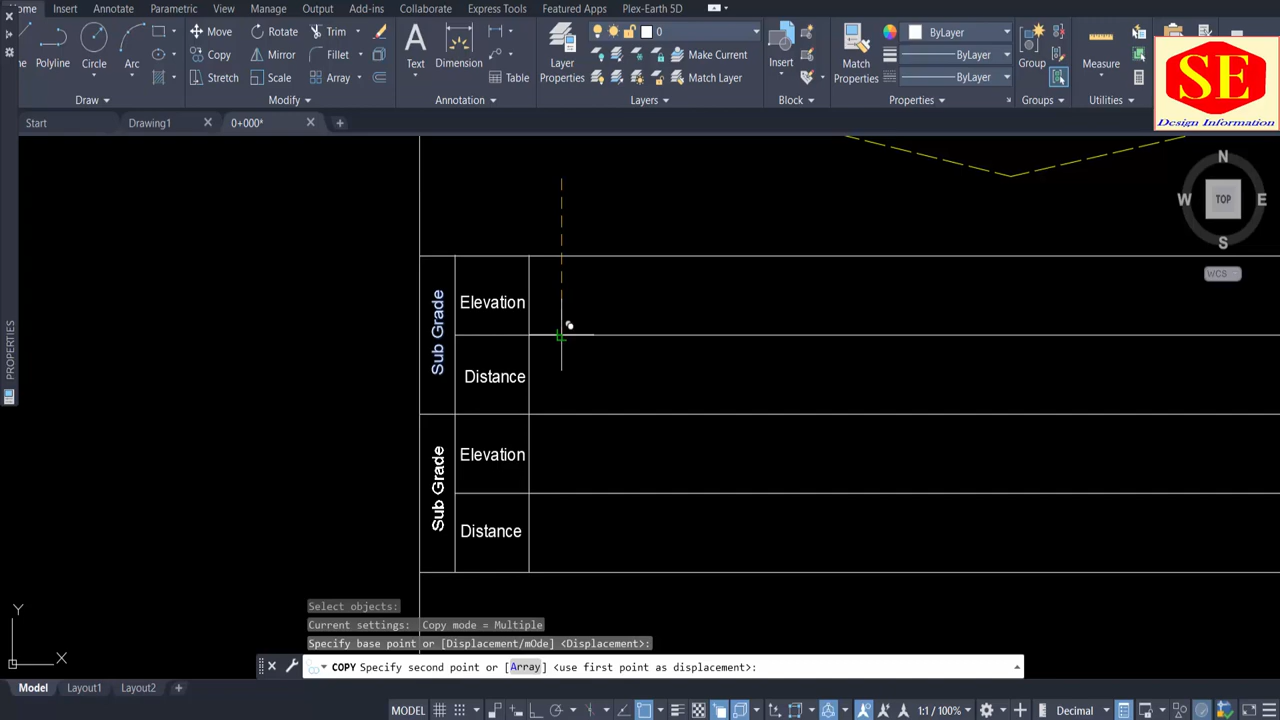 Home Insert Annotate Parametric View Manage Output Add-ins Collaborate Express Tools Featured Apps Plex-Earth 5D
Polyline Circle Arc
Move Rotate Trim
Copy Mirror Fillet
Stretch Scale Array
Text Dimension Table
Layer Properties
0
Make Current
Match Layer
Insert
Match Properties
ByLayer
ByLayer
ByLayer
Group
Measure
Draw Modify Annotation Layers Block Properties Groups Utilities
SE
Design Information
Start Drawing1 0+000*
N
W TOP E
S
WCS
PROPERTIES
Sub Grade
Elevation
Distance
Sub Grade
Elevation
Distance
Y
X
Select objects:
Current settings: Copy mode = Multiple
Specify base point or [Displacement/mOde] <Displacement>:
COPY Specify second point or [Array] <use first point as displacement>:
Model Layout1 Layout2
MODEL 1:1 / 100% Decimal